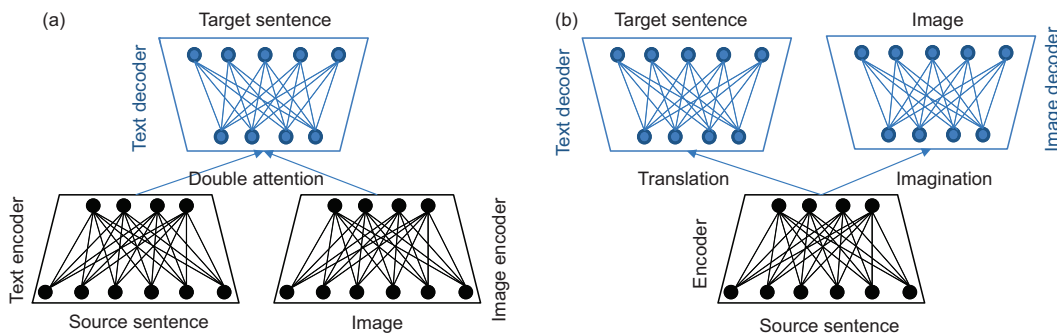 (a)
Target sentence
Text decoder
Double attention
Text encoder
Image encoder
Source sentence
Image
(b)
Target sentence
Image
Text decoder
Image decoder
Translation
Imagination
Encoder
Source sentence